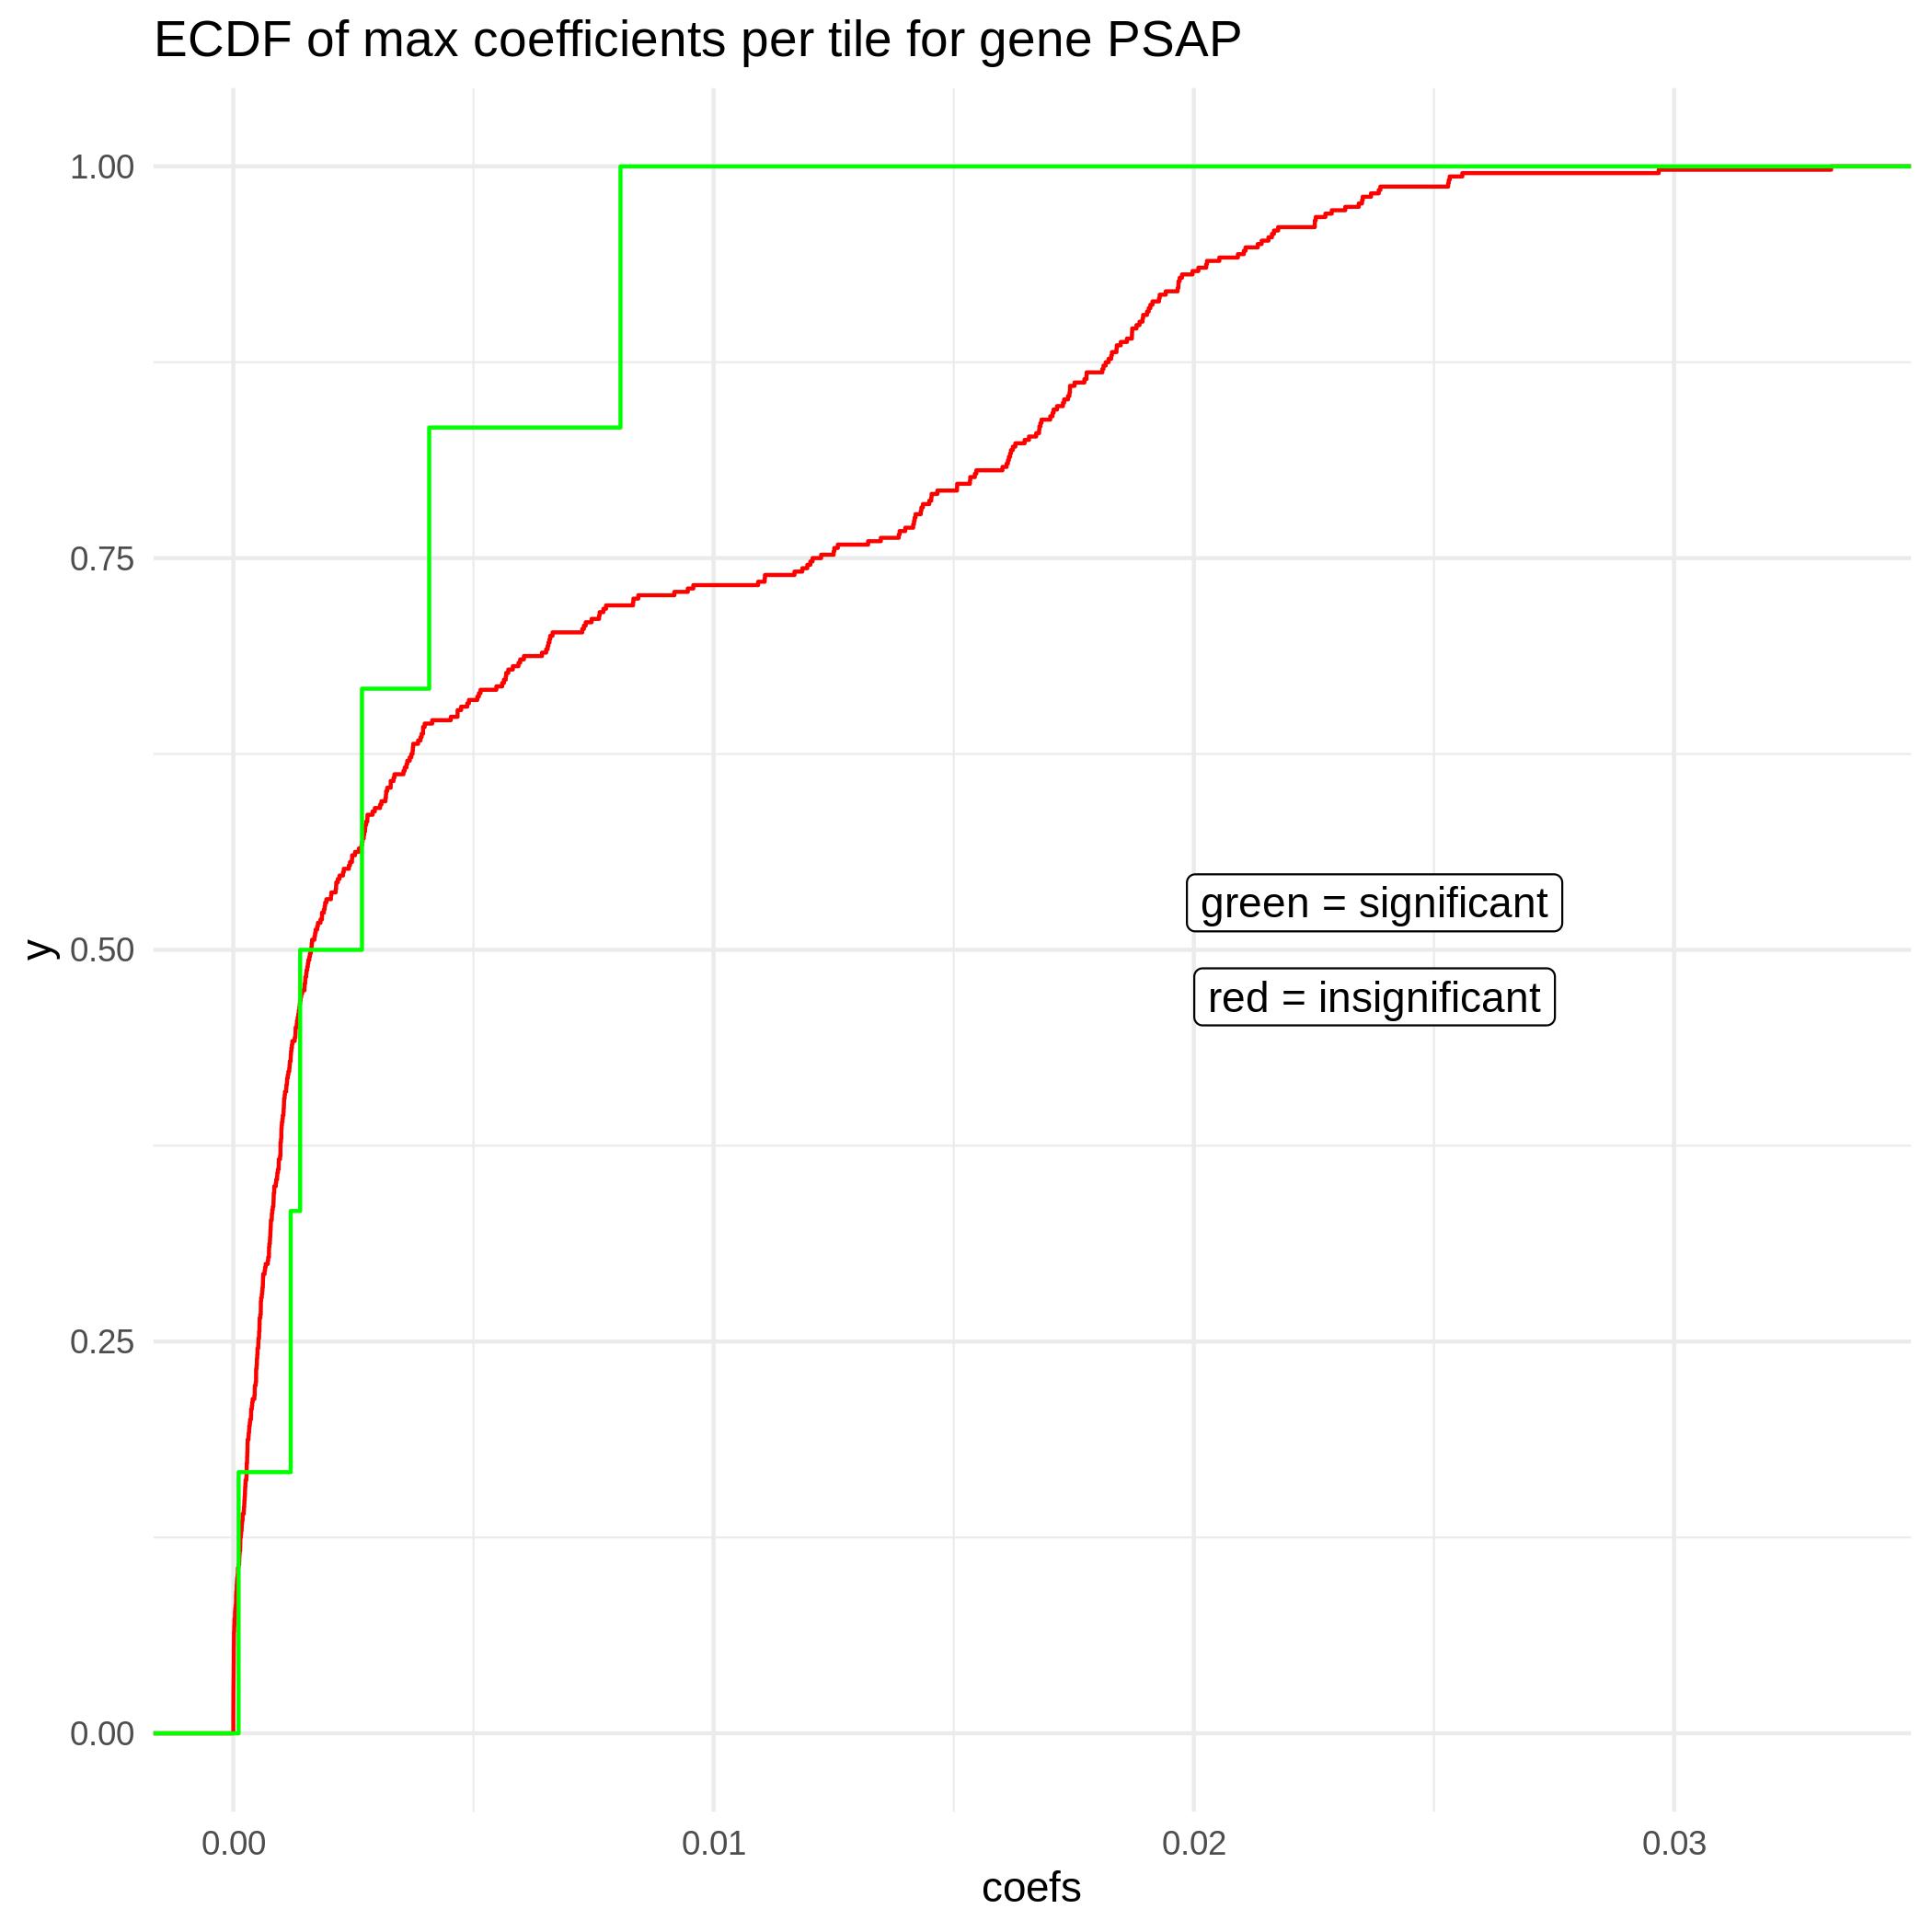 ECDF of max coefficients per tile for gene PSAP
1.00
0.75
0.50
0.25
0.00
y
green = significant
red = insignificant
0.00 0.01 0.02 0.03
coefs